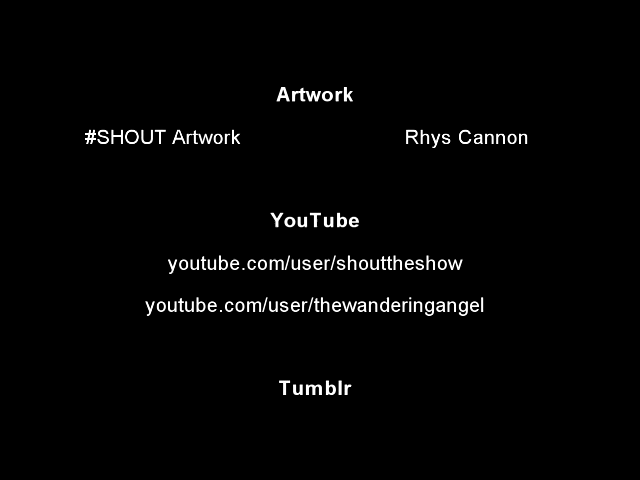 Artwork
#SHOUT Artwork Rhys Cannon
YouTube
youtube.com/user/shouttheshow
youtube.com/user/thewanderingangel
Tumblr